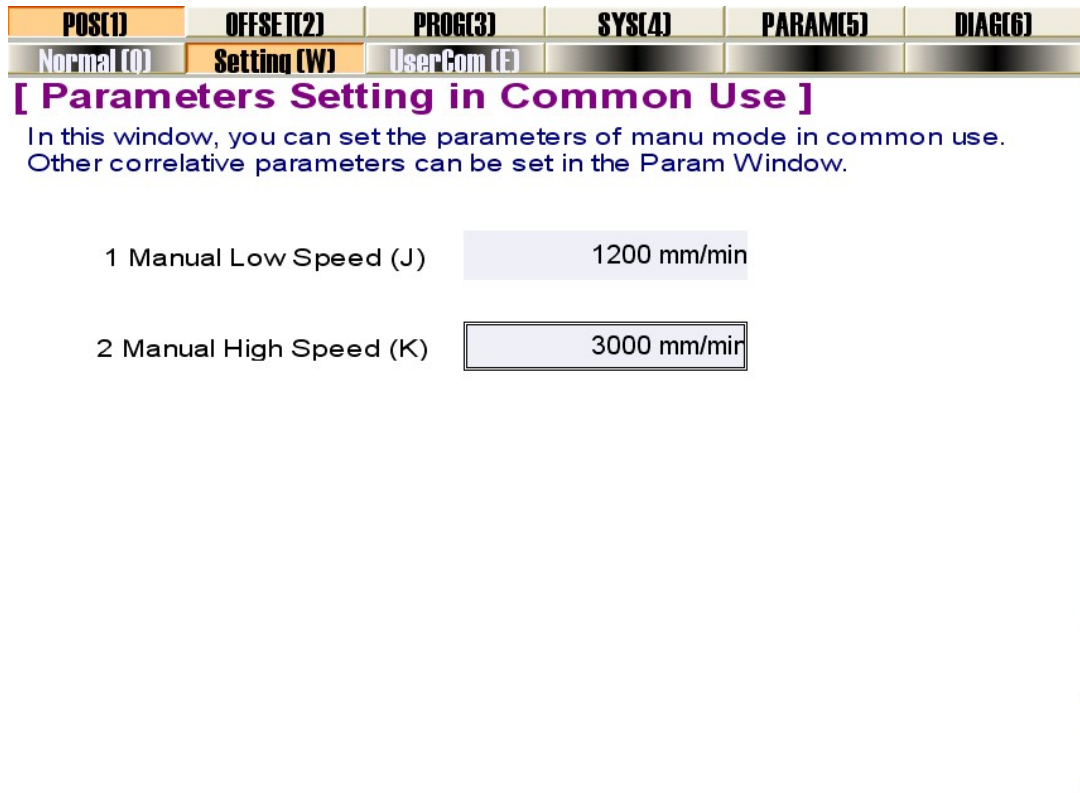 POS(1) OFFSET(2) PROG(3) SYS(4) PARAM(5) DIAG(6)
Normal (Q) Setting (W) UserCom (E)
[ Parameters Setting in Common Use ]
In this window, you can set the parameters of manu mode in common use.
Other correlative parameters can be set in the Param Window.
1 Manual Low Speed (J) 1200 mm/min
2 Manual High Speed (K) 3000 mm/min